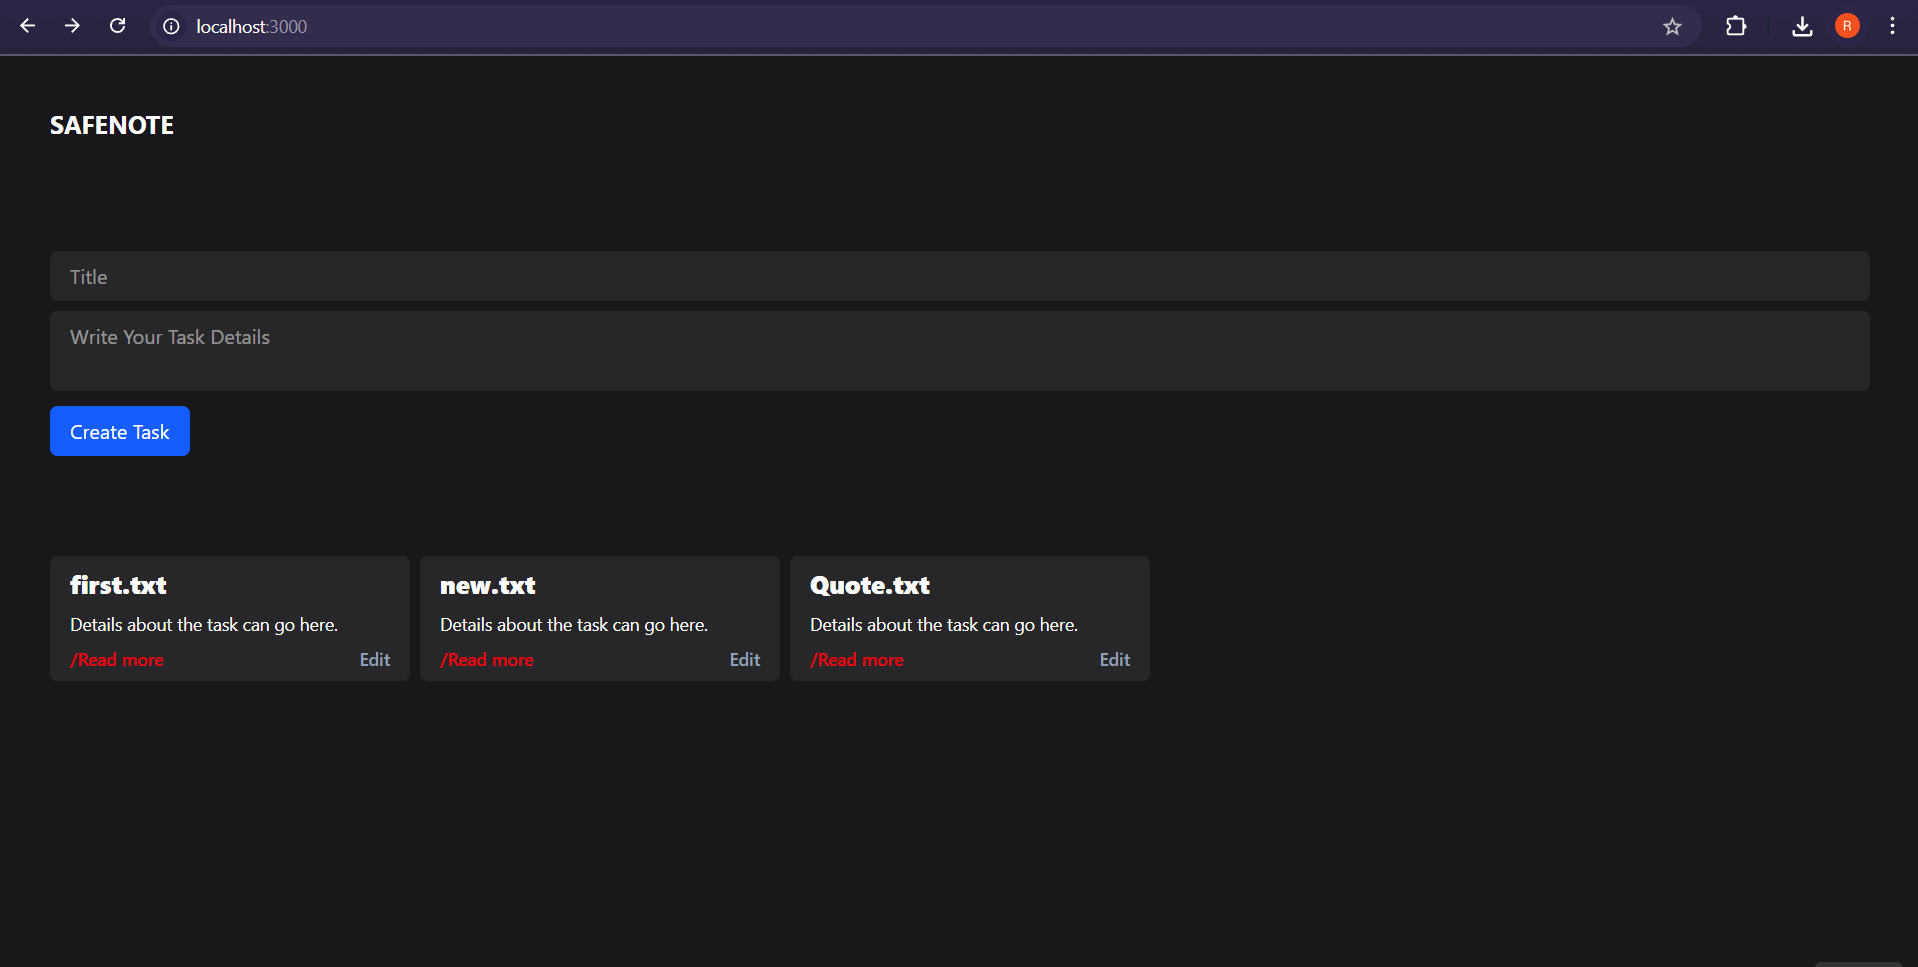 localhost:3000
R
SAFENOTE
Title
Write Your Task Details
Create Task
first.txt
Details about the task can go here.
/Read more Edit
new.txt
Details about the task can go here.
/Read more Edit
Quote.txt
Details about the task can go here.
/Read more Edit